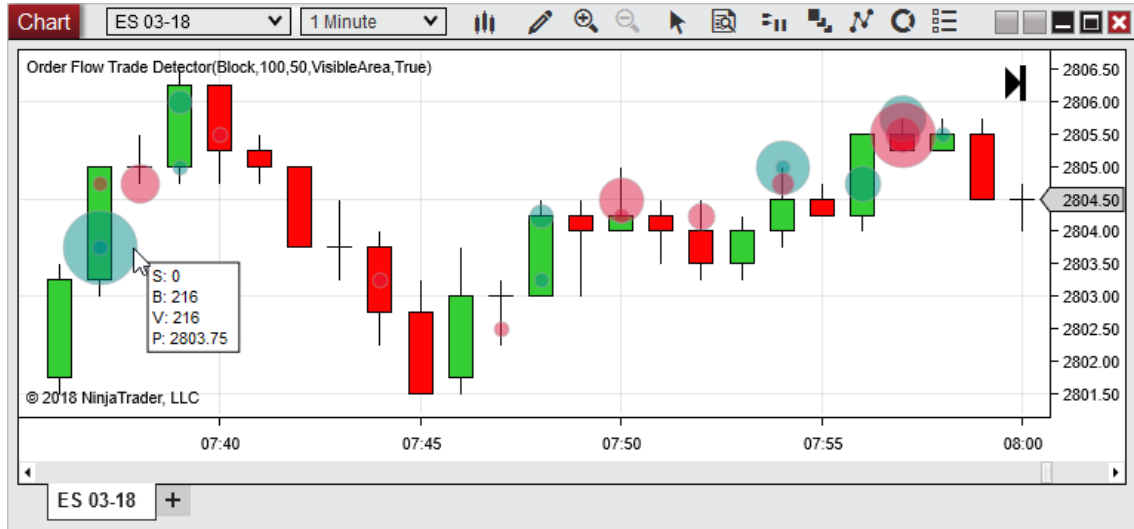 Chart ES 03-18 1 Minute
Order Flow Trade Detector(Block,100,50,VisibleArea,True)
2806.50
2806.00
2805.50
2805.00
2804.50
2804.00
2803.50
2803.00
2802.50
2802.00
2801.50
S: 0
B: 216
V: 216
P: 2803.75
© 2018 NinjaTrader, LLC
07:40 07:45 07:50 07:55 08:00
ES 03-18 +